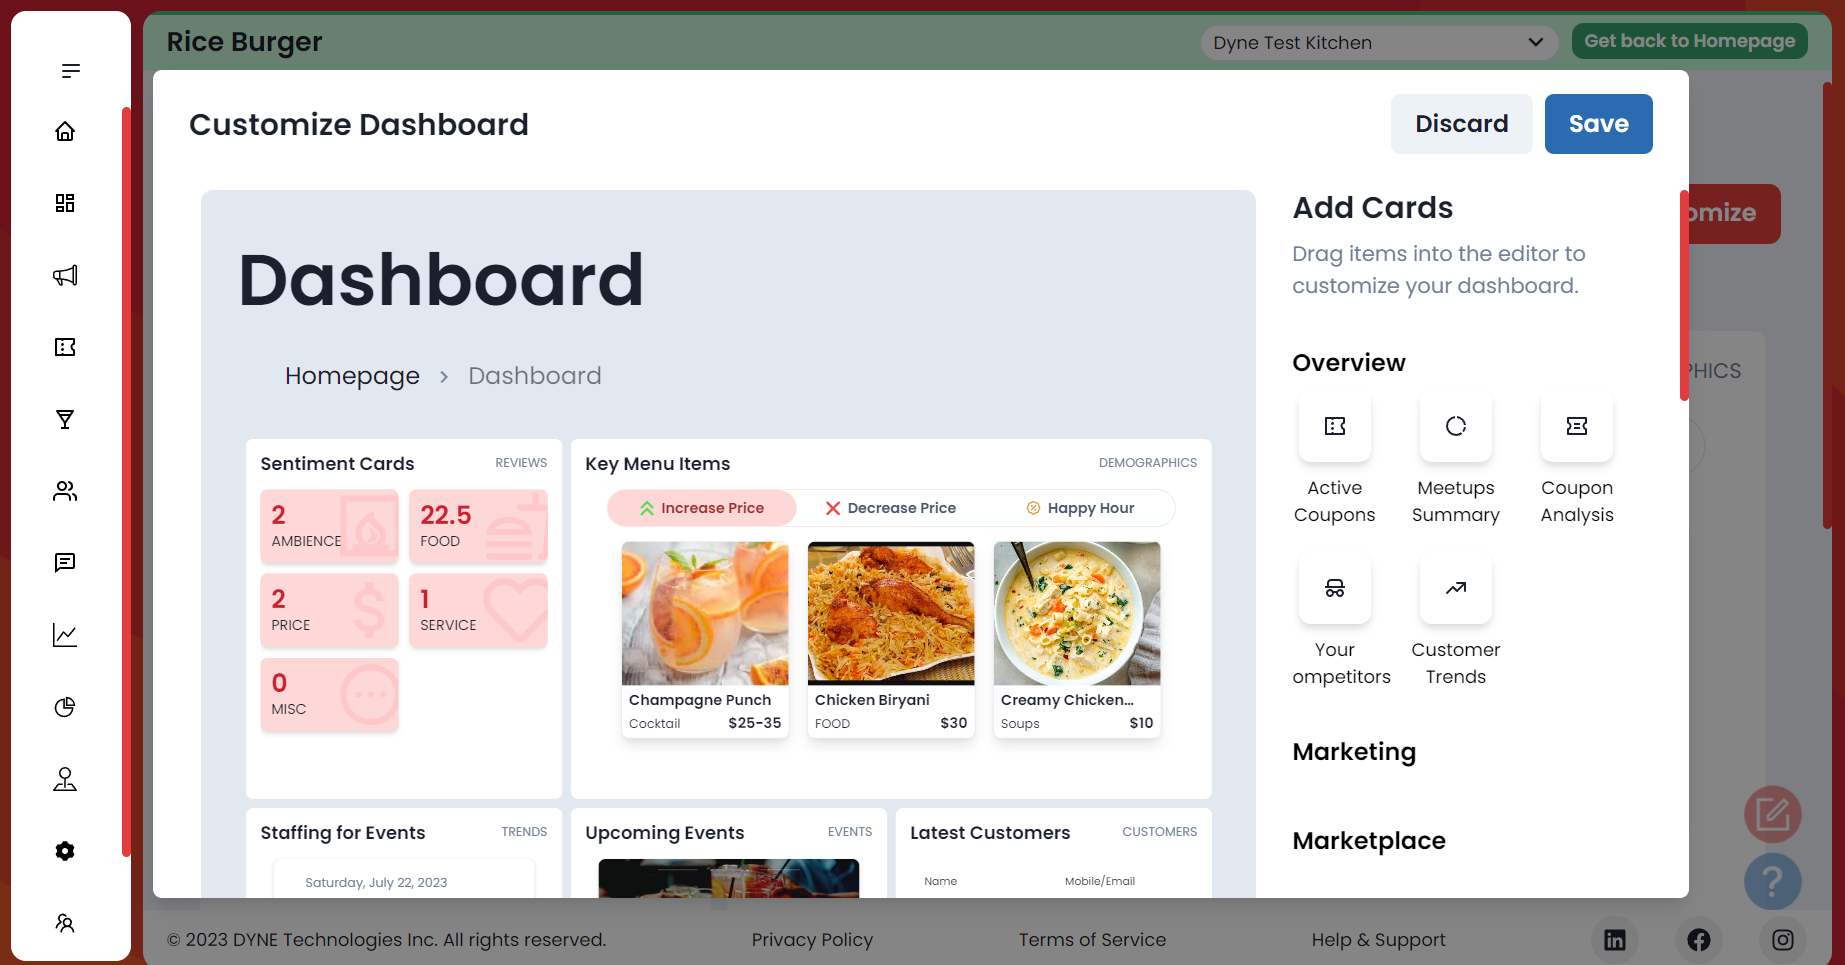 Rice Burger
Dyne Test Kitchen
Get back to Homepage
Customize Dashboard
Discard
Save
omize
PHICS
Dashboard
Homepage > Dashboard
Sentiment Cards
REVIEWS
2
AMBIENCE
22.5
FOOD
2
PRICE
1
SERVICE
0
MISC
Key Menu Items
DEMOGRAPHICS
Increase Price
Decrease Price
Happy Hour
Champagne Punch
Cocktail $25-35
Chicken Biryani
FOOD $30
Creamy Chicken...
Soups $10
Staffing for Events
TRENDS
Saturday, July 22, 2023
Upcoming Events
EVENTS
Latest Customers
CUSTOMERS
Name Mobile/Email
Add Cards
Drag items into the editor to
customize your dashboard.
Overview
Active
Coupons
Meetups
Summary
Coupon
Analysis
Your
ompetitors
Customer
Trends
Marketing
Marketplace
© 2023 DYNE Technologies Inc. All rights reserved.
Privacy Policy
Terms of Service
Help & Support